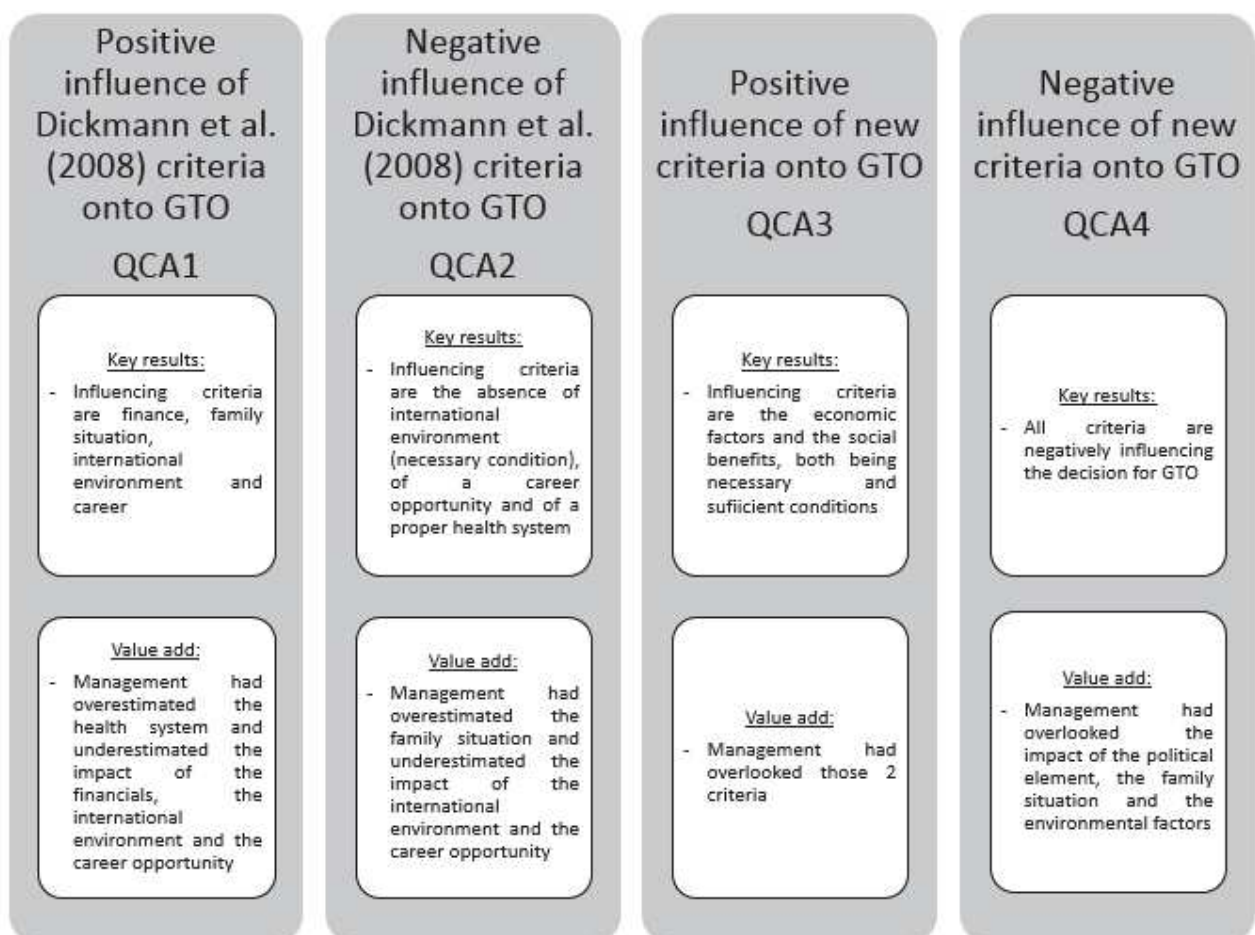 Positive
influence of
Dickmann et al.
(2008) criteria
onto GTO
QCA1
Key results:
- Influencing criteria
are finance, family
situation,
international
environment and
career
Value add:
- Management had
overestimated the
health system and
underestimated the
impact of the
financials, the
international
environment and the
career opportunity
Negative
influence of
Dickmann et al.
(2008) criteria
onto GTO
QCA2
Key results:
- Influencing criteria
are the absence of
international
environment
(necessary condition),
of a career
opportunity and of a
proper health system
Value add:
- Management had
overestimated the
family situation and
underestimated the
impact of the
international
environment and the
career opportunity
Positive
influence of new
criteria onto GTO
QCA3
Key results:
- Influencing criteria
are the economic
factors and the social
benefits, both being
necessary and
sufiicient conditions
Value add:
- Management had
overlooked those 2
criteria
Negative
influence of new
criteria onto GTO
QCA4
Key results:
- All criteria are
negatively influencing
the decision for GTO
Value add:
- Management had
overlooked the
impact of the political
element, the family
situation and the
environmental factors